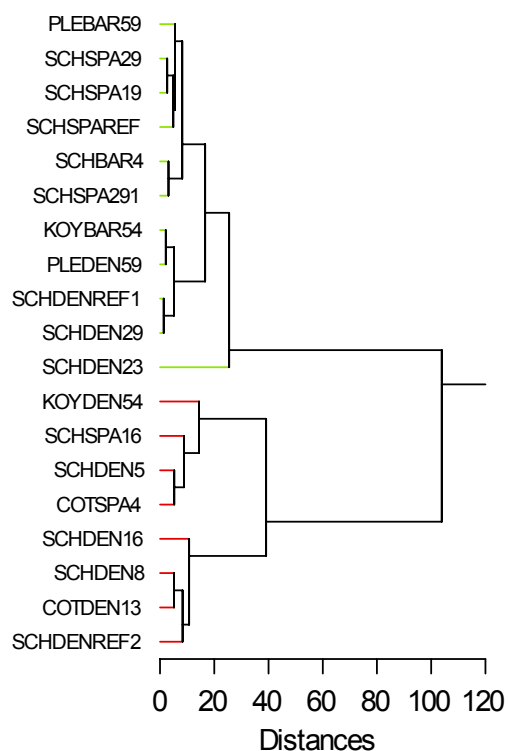 PLEBAR59
SCHSPA29
SCHSPA19
SCHSPAREF
SCHBAR4
SCHSPA291
KOYBAR54
PLEDEN59
SCHDENREF1
SCHDEN29
SCHDEN23
KOYDEN54
SCHSPA16
SCHDEN5
COTSPA4
SCHDEN16
SCHDEN8
COTDEN13
SCHDENREF2
0 20 40 60 80 100 120
Distances